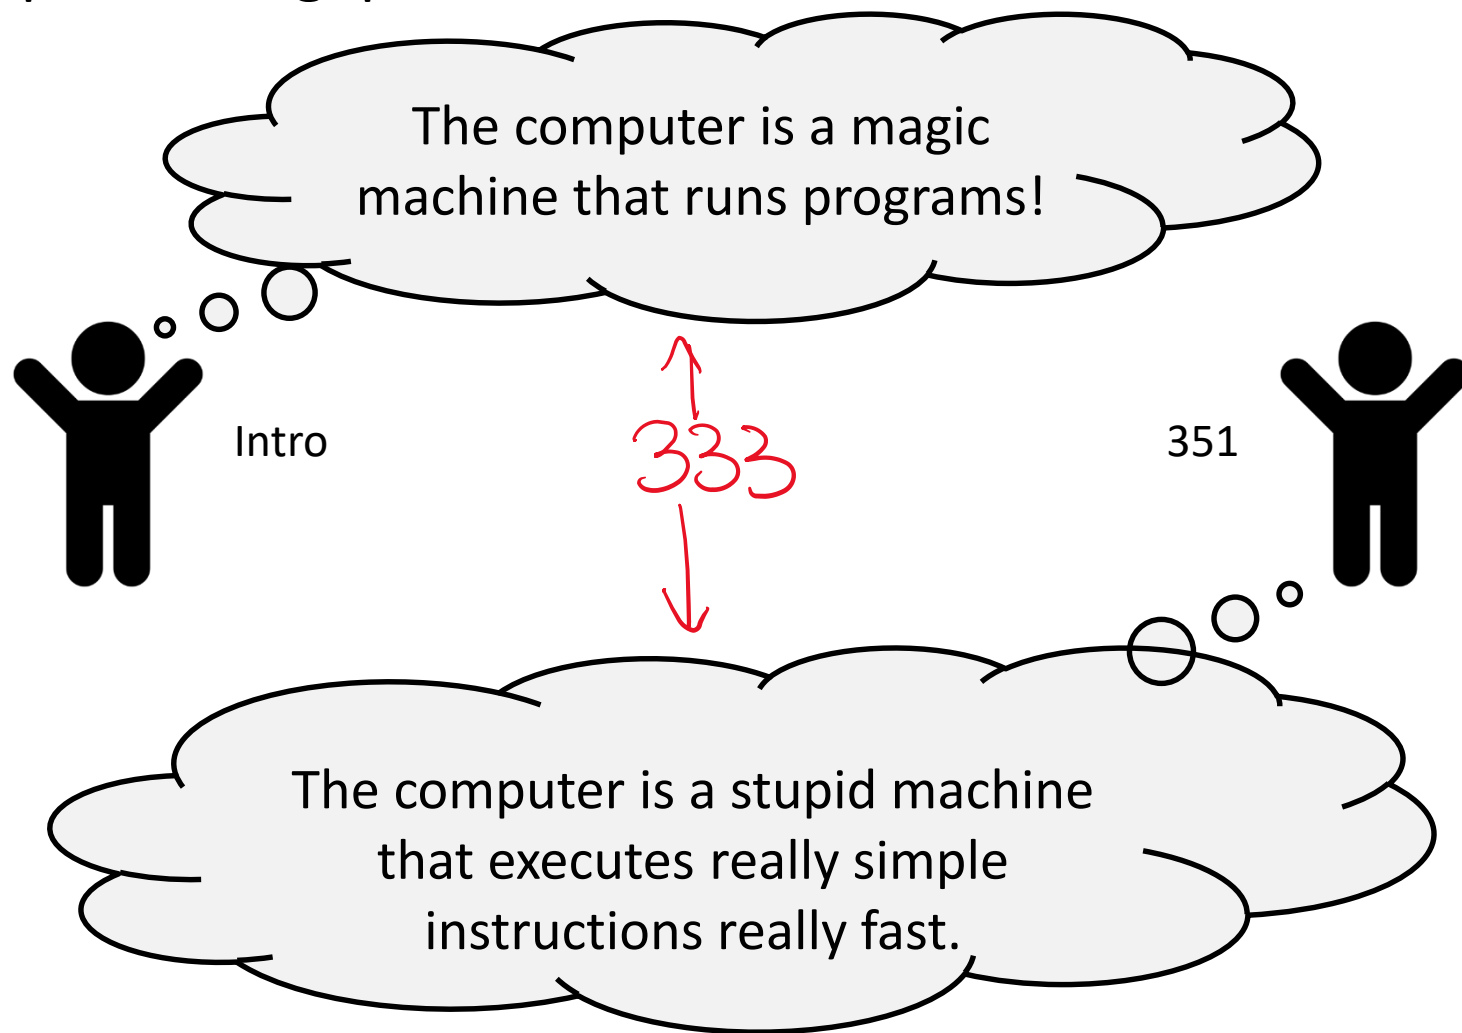 The computer is a magic
machine that runs programs!
Intro
333
351
The computer is a stupid machine
that executes really simple
instructions really fast.